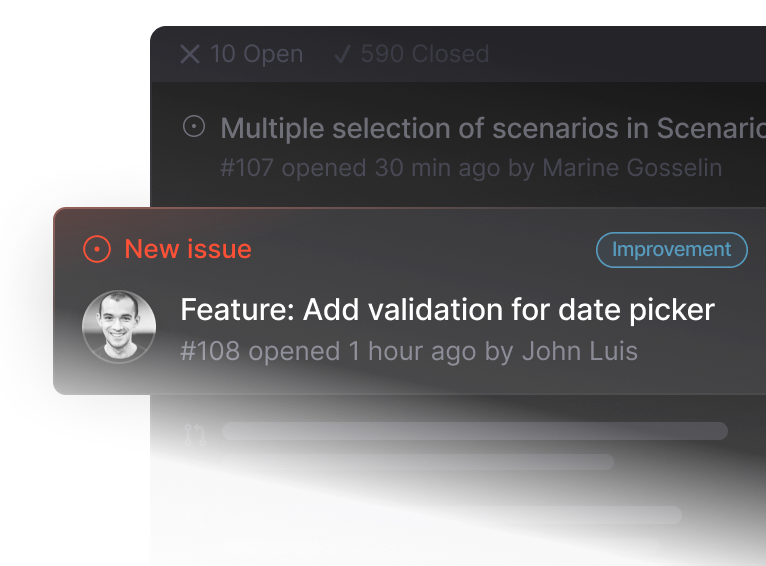 10 Open 590 Closed
Multiple selection of scenarios in Scenario
#107 opened 30 min ago by Marine Gosselin
New issue Improvement
Feature: Add validation for date picker
#108 opened 1 hour ago by John Luis